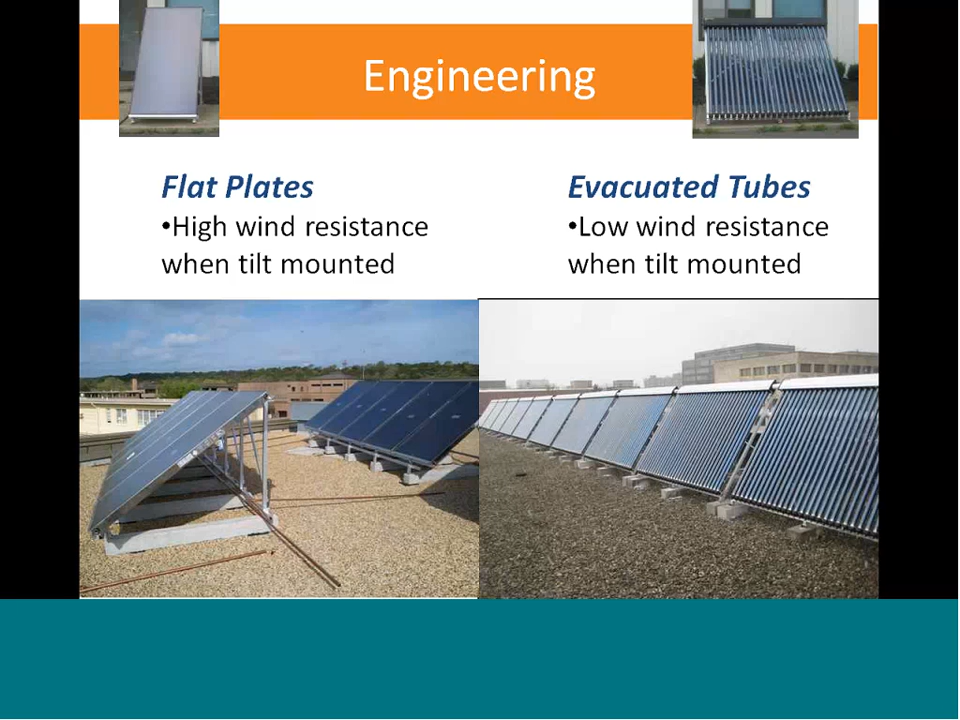 Engineering
Flat Plates
•High wind resistance
when tilt mounted
Evacuated Tubes
•Low wind resistance
when tilt mounted